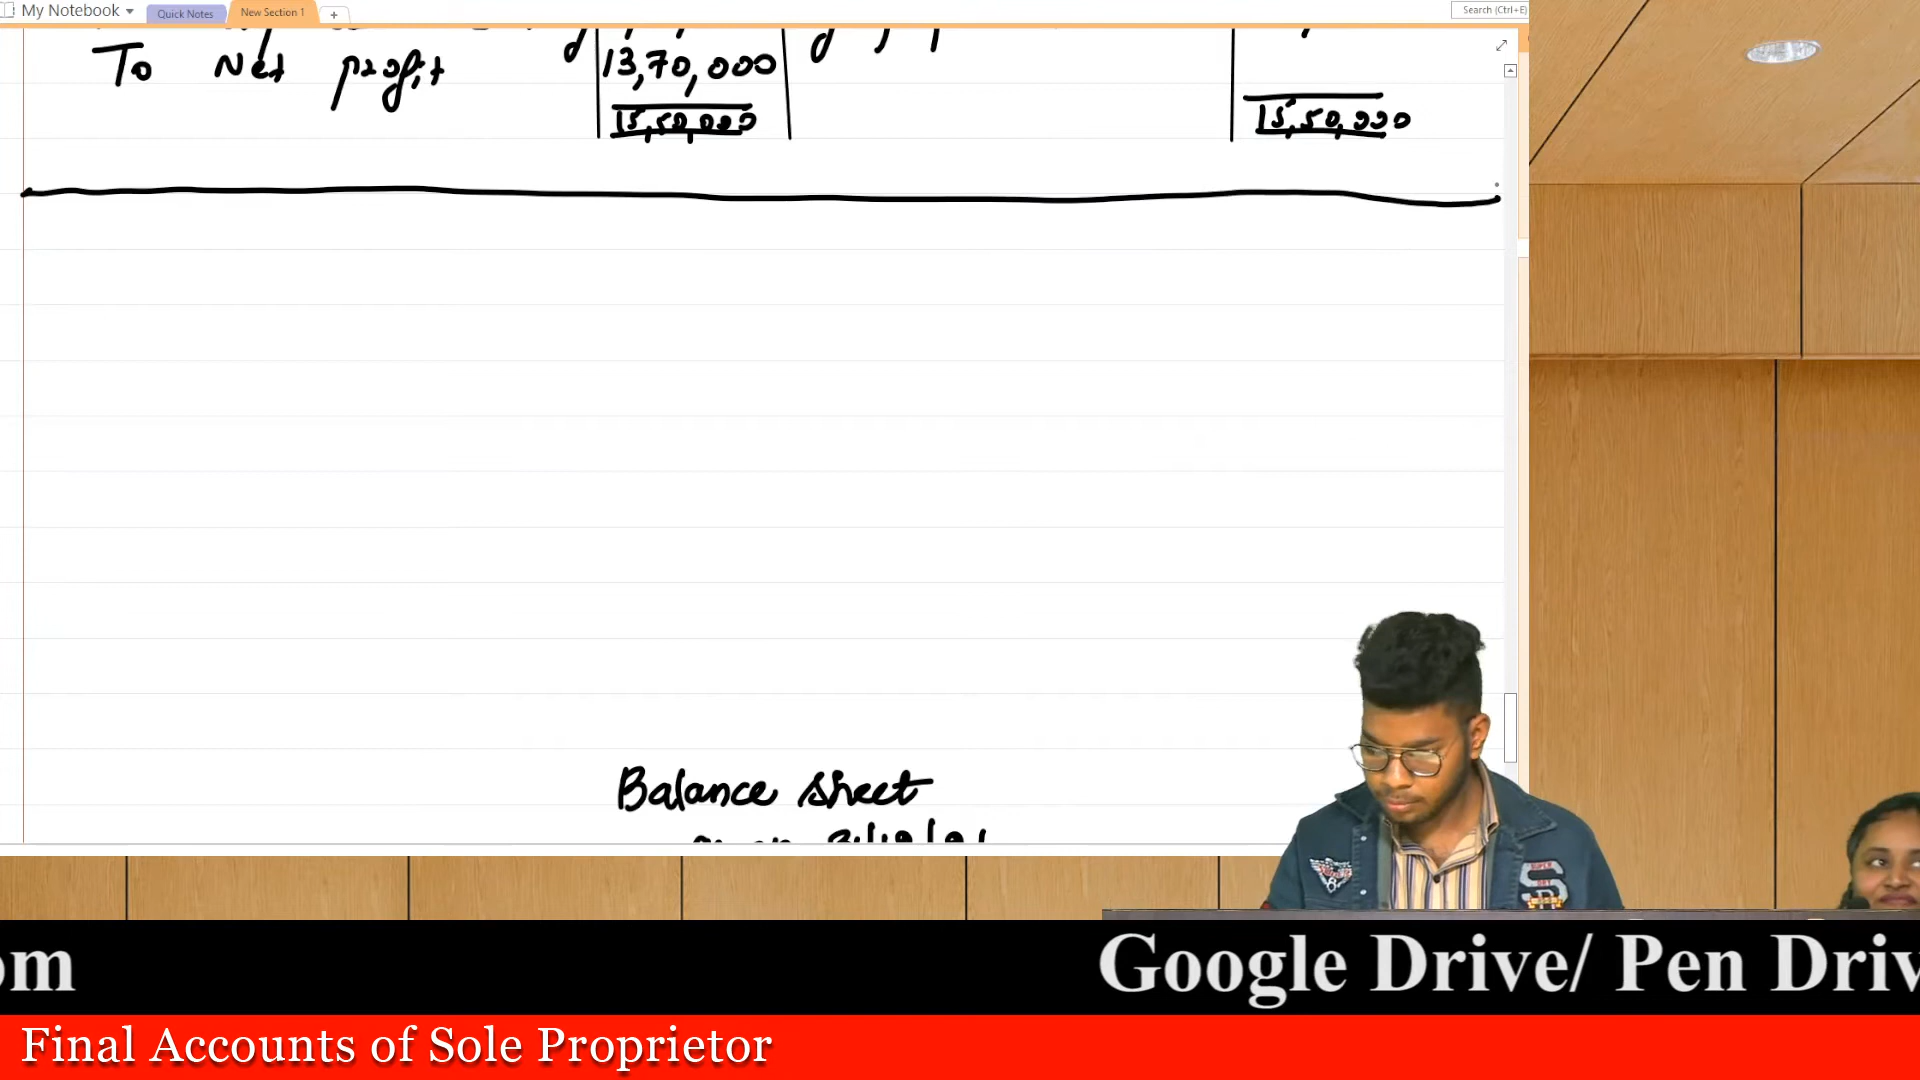 My Notebook
Quick Notes
New Section 1
+
Search (Ctrl+E)
To Net profit 13,70,000
15,50,000 15,50,000
Balance sheet
om
Google Drive/ Pen Driv
Final Accounts of Sole Proprietor